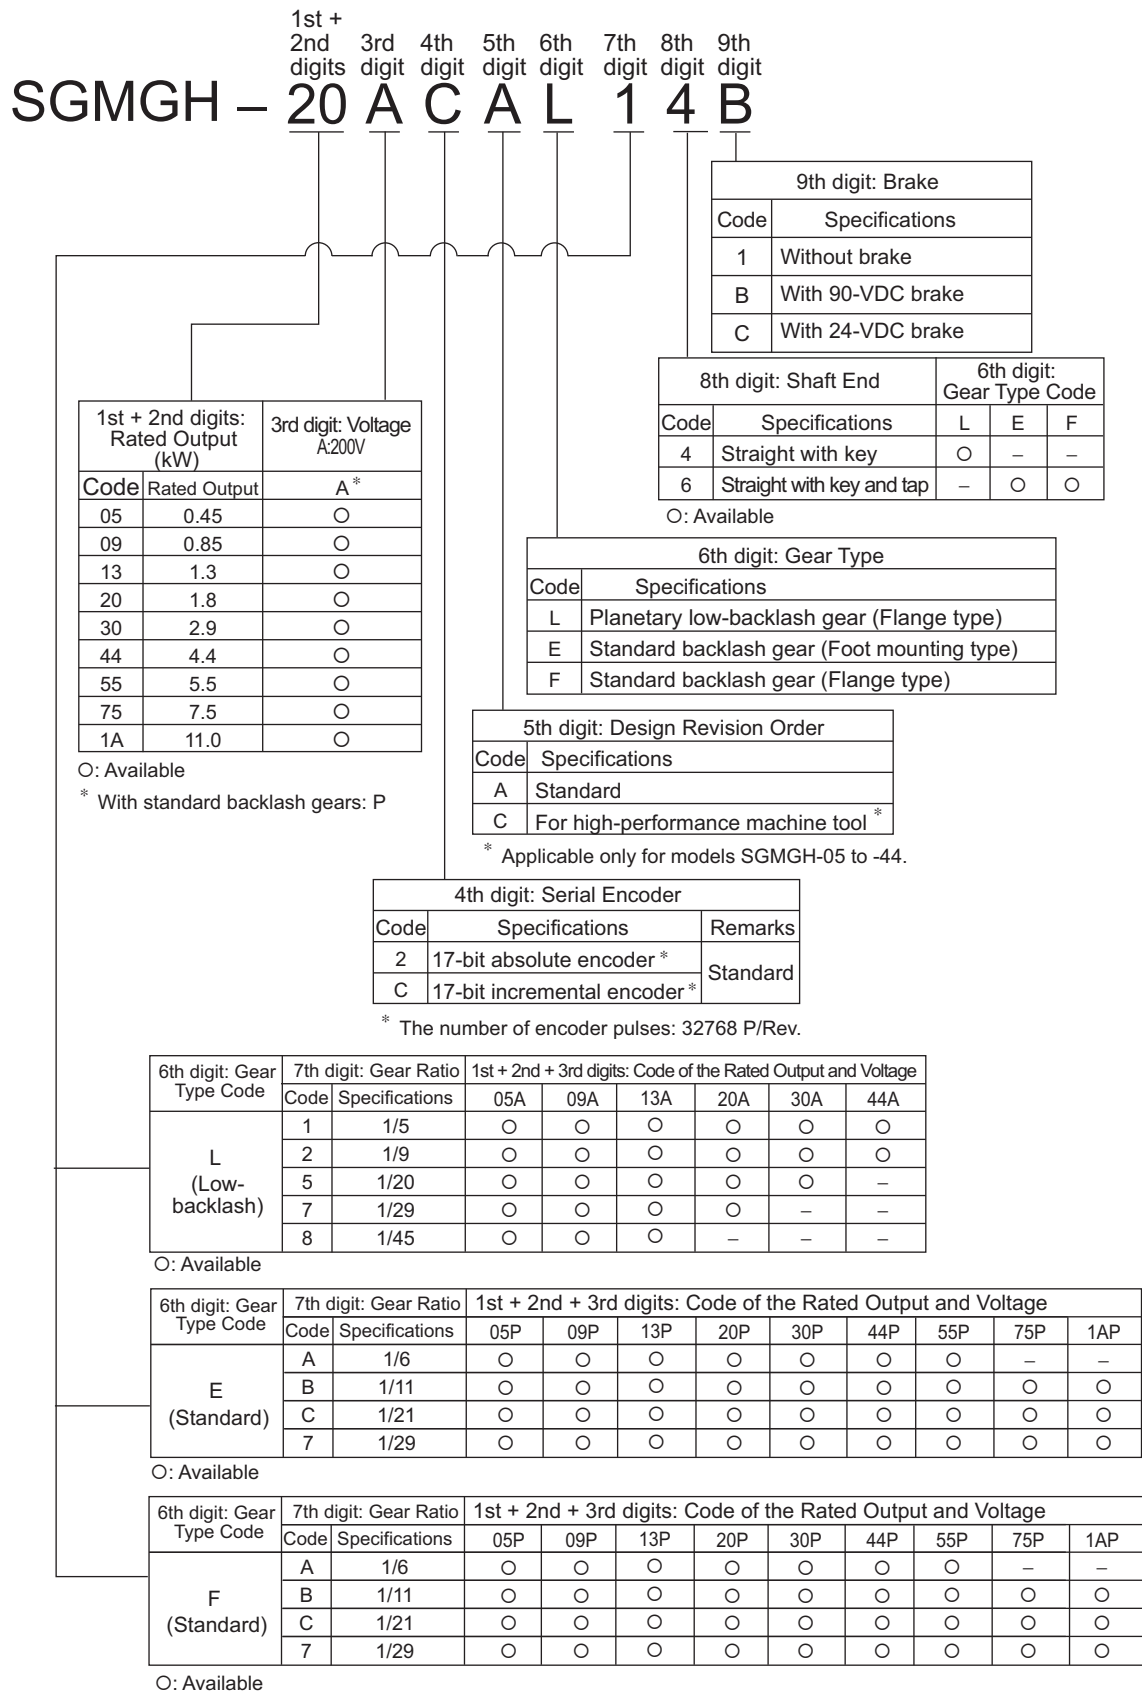 1st +
2nd 3rd 4th 5th 6th 7th 8th 9th
digits digit digit digit digit digit digit digit
SGMGH – 20 A C A L 1 4 B
9th digit: Brake
Code Specifications
1 Without brake
B With 90-VDC brake
C With 24-VDC brake
8th digit: Shaft End 6th digit:
Gear Type Code
Code Specifications L E F
4 Straight with key ○ – –
6 Straight with key and tap – ○ ○
○: Available
1st + 2nd digits: 3rd digit: Voltage
Rated Output A:200V
(kW)
Code Rated Output A*
05 0.45 ○
09 0.85 ○
13 1.3 ○
20 1.8 ○
30 2.9 ○
44 4.4 ○
55 5.5 ○
75 7.5 ○
1A 11.0 ○
○: Available
* With standard backlash gears: P
6th digit: Gear Type
Code Specifications
L Planetary low-backlash gear (Flange type)
E Standard backlash gear (Foot mounting type)
F Standard backlash gear (Flange type)
5th digit: Design Revision Order
Code Specifications
A Standard
C For high-performance machine tool *
* Applicable only for models SGMGH-05 to -44.
4th digit: Serial Encoder
Code Specifications Remarks
2 17-bit absolute encoder * Standard
C 17-bit incremental encoder *
* The number of encoder pulses: 32768 P/Rev.
6th digit: Gear 7th digit: Gear Ratio 1st + 2nd + 3rd digits: Code of the Rated Output and Voltage
Type Code Code Specifications 05A 09A 13A 20A 30A 44A
1 1/5 ○ ○ ○ ○ ○ ○
L 2 1/9 ○ ○ ○ ○ ○ ○
(Low- 5 1/20 ○ ○ ○ ○ ○ –
backlash) 7 1/29 ○ ○ ○ ○ – –
8 1/45 ○ ○ ○ – – –
○: Available
6th digit: Gear 7th digit: Gear Ratio 1st + 2nd + 3rd digits: Code of the Rated Output and Voltage
Type Code Code Specifications 05P 09P 13P 20P 30P 44P 55P 75P 1AP
A 1/6 ○ ○ ○ ○ ○ ○ ○ – –
E B 1/11 ○ ○ ○ ○ ○ ○ ○ ○ ○
(Standard) C 1/21 ○ ○ ○ ○ ○ ○ ○ ○ ○
7 1/29 ○ ○ ○ ○ ○ ○ ○ ○ ○
○: Available
6th digit: Gear 7th digit: Gear Ratio 1st + 2nd + 3rd digits: Code of the Rated Output and Voltage
Type Code Code Specifications 05P 09P 13P 20P 30P 44P 55P 75P 1AP
A 1/6 ○ ○ ○ ○ ○ ○ ○ – –
F B 1/11 ○ ○ ○ ○ ○ ○ ○ ○ ○
(Standard) C 1/21 ○ ○ ○ ○ ○ ○ ○ ○ ○
7 1/29 ○ ○ ○ ○ ○ ○ ○ ○ ○
○: Available